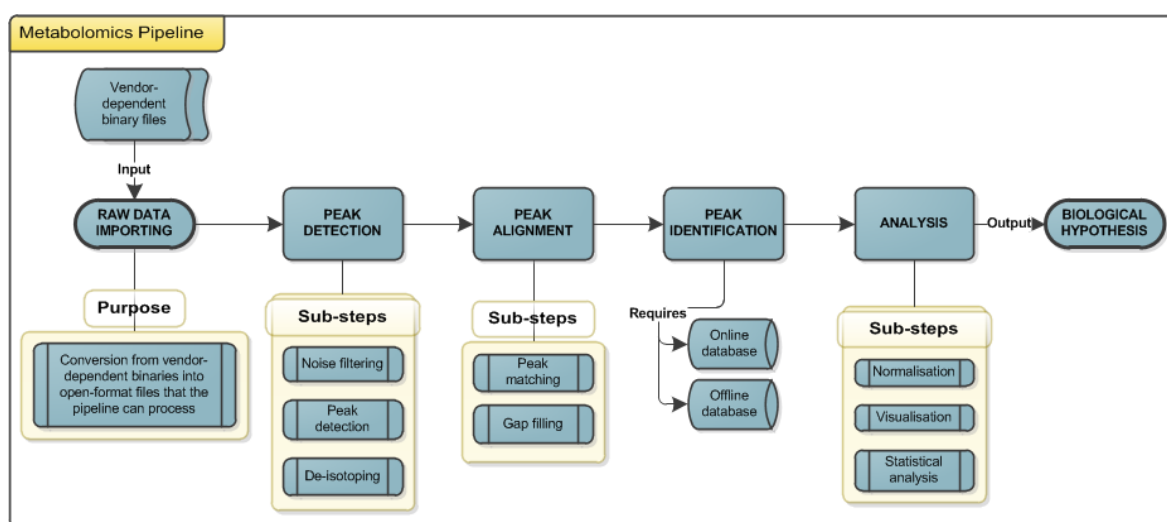 Metabolomics Pipeline
Vendor-
dependent
binary files
Input
RAW DATA
IMPORTING
PEAK
DETECTION
PEAK
ALIGNMENT
PEAK
IDENTIFICATION
ANALYSIS
Output
BIOLOGICAL
HYPOTHESIS
Purpose
Conversion from vendor-
dependent binaries into
open-format files that the
pipeline can process
Sub-steps
Noise filtering
Peak
detection
De-isotoping
Sub-steps
Peak
matching
Gap filling
Requires
Online
database
Offline
database
Sub-steps
Normalisation
Visualisation
Statistical
analysis